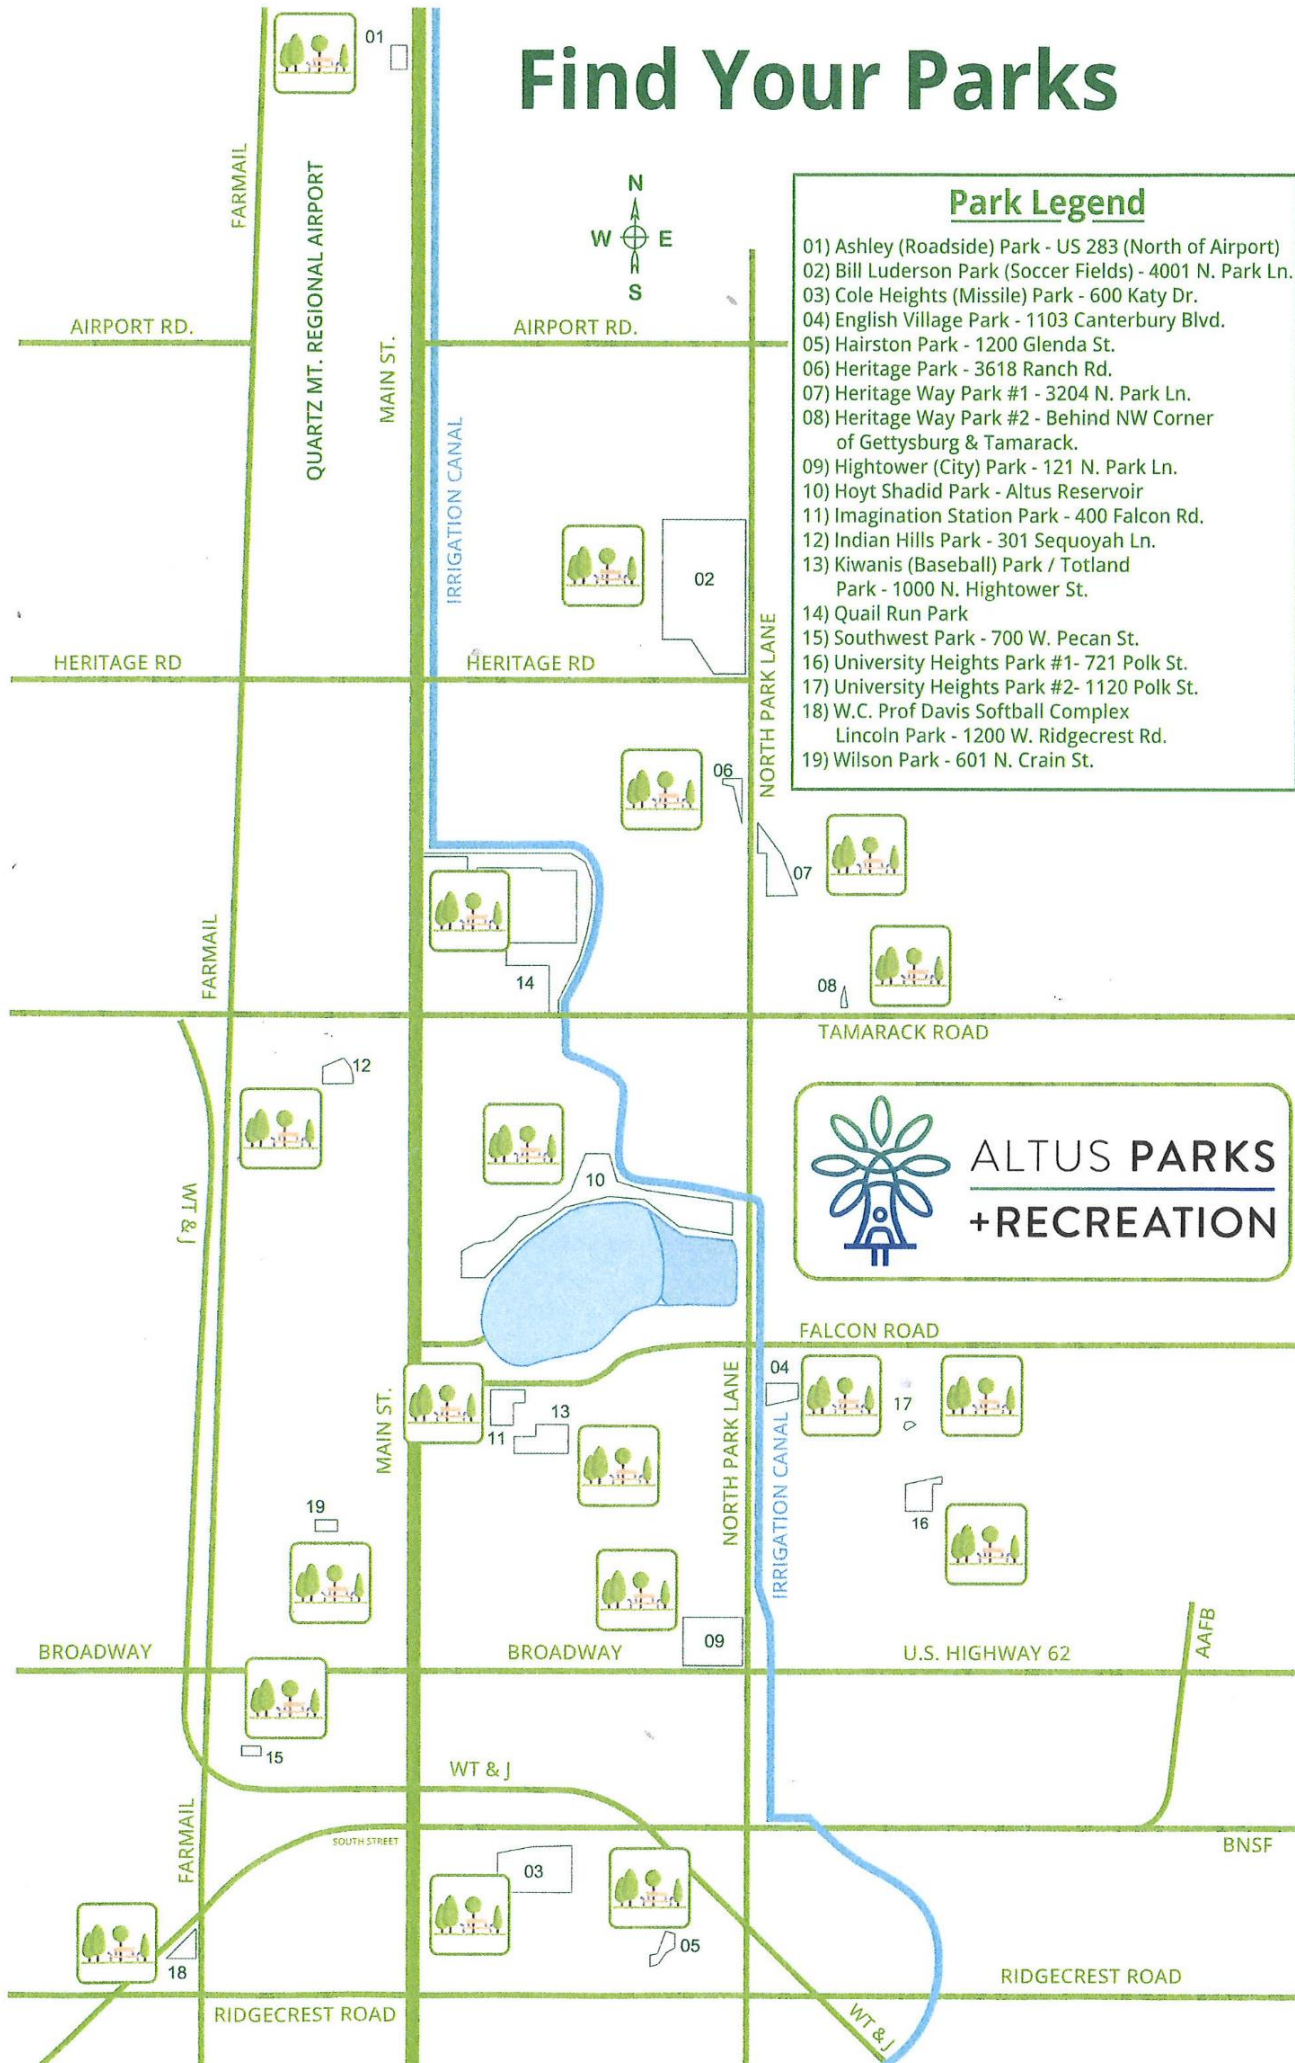 Find Your Parks
01
FARMAIL
QUARTZ MT. REGIONAL AIRPORT
N
W E
S
Park Legend
01) Ashley (Roadside) Park - US 283 (North of Airport)
02) Bill Luderson Park (Soccer Fields) - 4001 N. Park Ln.
03) Cole Heights (Missile) Park - 600 Katy Dr.
04) English Village Park - 1103 Canterbury Blvd.
05) Hairston Park - 1200 Glenda St.
06) Heritage Park - 3618 Ranch Rd.
07) Heritage Way Park #1 - 3204 N. Park Ln.
08) Heritage Way Park #2 - Behind NW Corner
of Gettysburg & Tamarack.
09) Hightower (City) Park - 121 N. Park Ln.
10) Hoyt Shadid Park - Altus Reservoir
11) Imagination Station Park - 400 Falcon Rd.
12) Indian Hills Park - 301 Sequoyah Ln.
13) Kiwanis (Baseball) Park / Totland
Park - 1000 N. Hightower St.
14) Quail Run Park
15) Southwest Park - 700 W. Pecan St.
16) University Heights Park #1- 721 Polk St.
17) University Heights Park #2- 1120 Polk St.
18) W.C. Prof Davis Softball Complex
Lincoln Park - 1200 W. Ridgecrest Rd.
19) Wilson Park - 601 N. Crain St.
AIRPORT RD.
MAIN ST.
AIRPORT RD.
IRRIGATION CANAL
02
HERITAGE RD
HERITAGE RD
NORTH PARK LANE
06
07
FARMAIL
14
08
TAMARACK ROAD
12
WT & J
10
ALTUS PARKS
+RECREATION
FALCON ROAD
MAIN ST.
11
13
NORTH PARK LANE
04
IRRIGATION CANAL
17
16
19
09
BROADWAY
BROADWAY
U.S. HIGHWAY 62
AAFB
15
WT & J
FARMAIL
SOUTH STREET
BNSF
03
05
18
RIDGECREST ROAD
RIDGECREST ROAD
WT & J